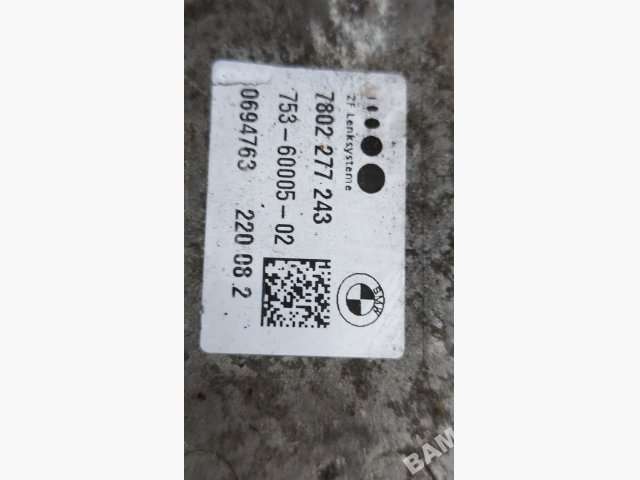 ZF Lenksysteme
7802 277 243
753-60005-02
0694763 220 08 2
BMW
BAM